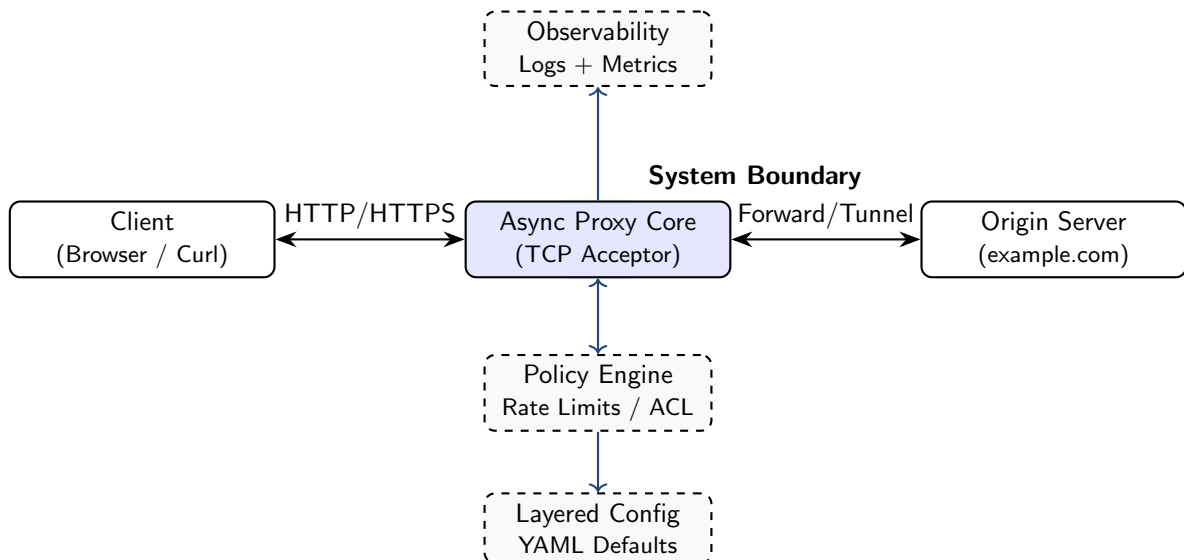 Observability
Logs + Metrics
System Boundary
Client
(Browser / Curl)
HTTP/HTTPS
Async Proxy Core
(TCP Acceptor)
Forward/Tunnel
Origin Server
(example.com)
Policy Engine
Rate Limits / ACL
Layered Config
YAML Defaults